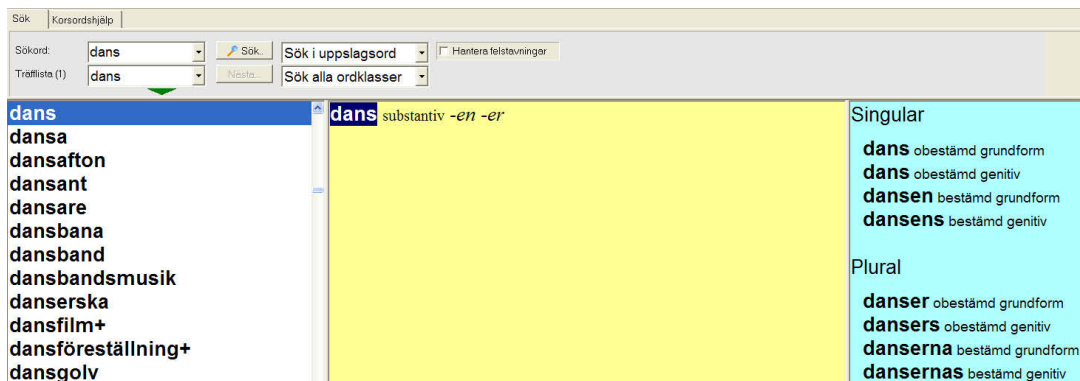 Sök Korsordshjälp
Sökord: dans Sök.. Sök i uppslagsord Hantera felstavningar
Träfflista (1) dans Nästa... Sök alla ordklasser
dans
dansa
dansafton
dansant
dansare
dansbana
dansband
dansbandsmusik
danserska
dansfilm+
dansföreställning+
dansgolv
dans substantiv -en -er
Singular
dans obestämd grundform
dans obestämd genitiv
dansen bestämd grundform
dansens bestämd genitiv
Plural
danser obestämd grundform
dansers obestämd genitiv
danserna bestämd grundform
dansernas bestämd genitiv